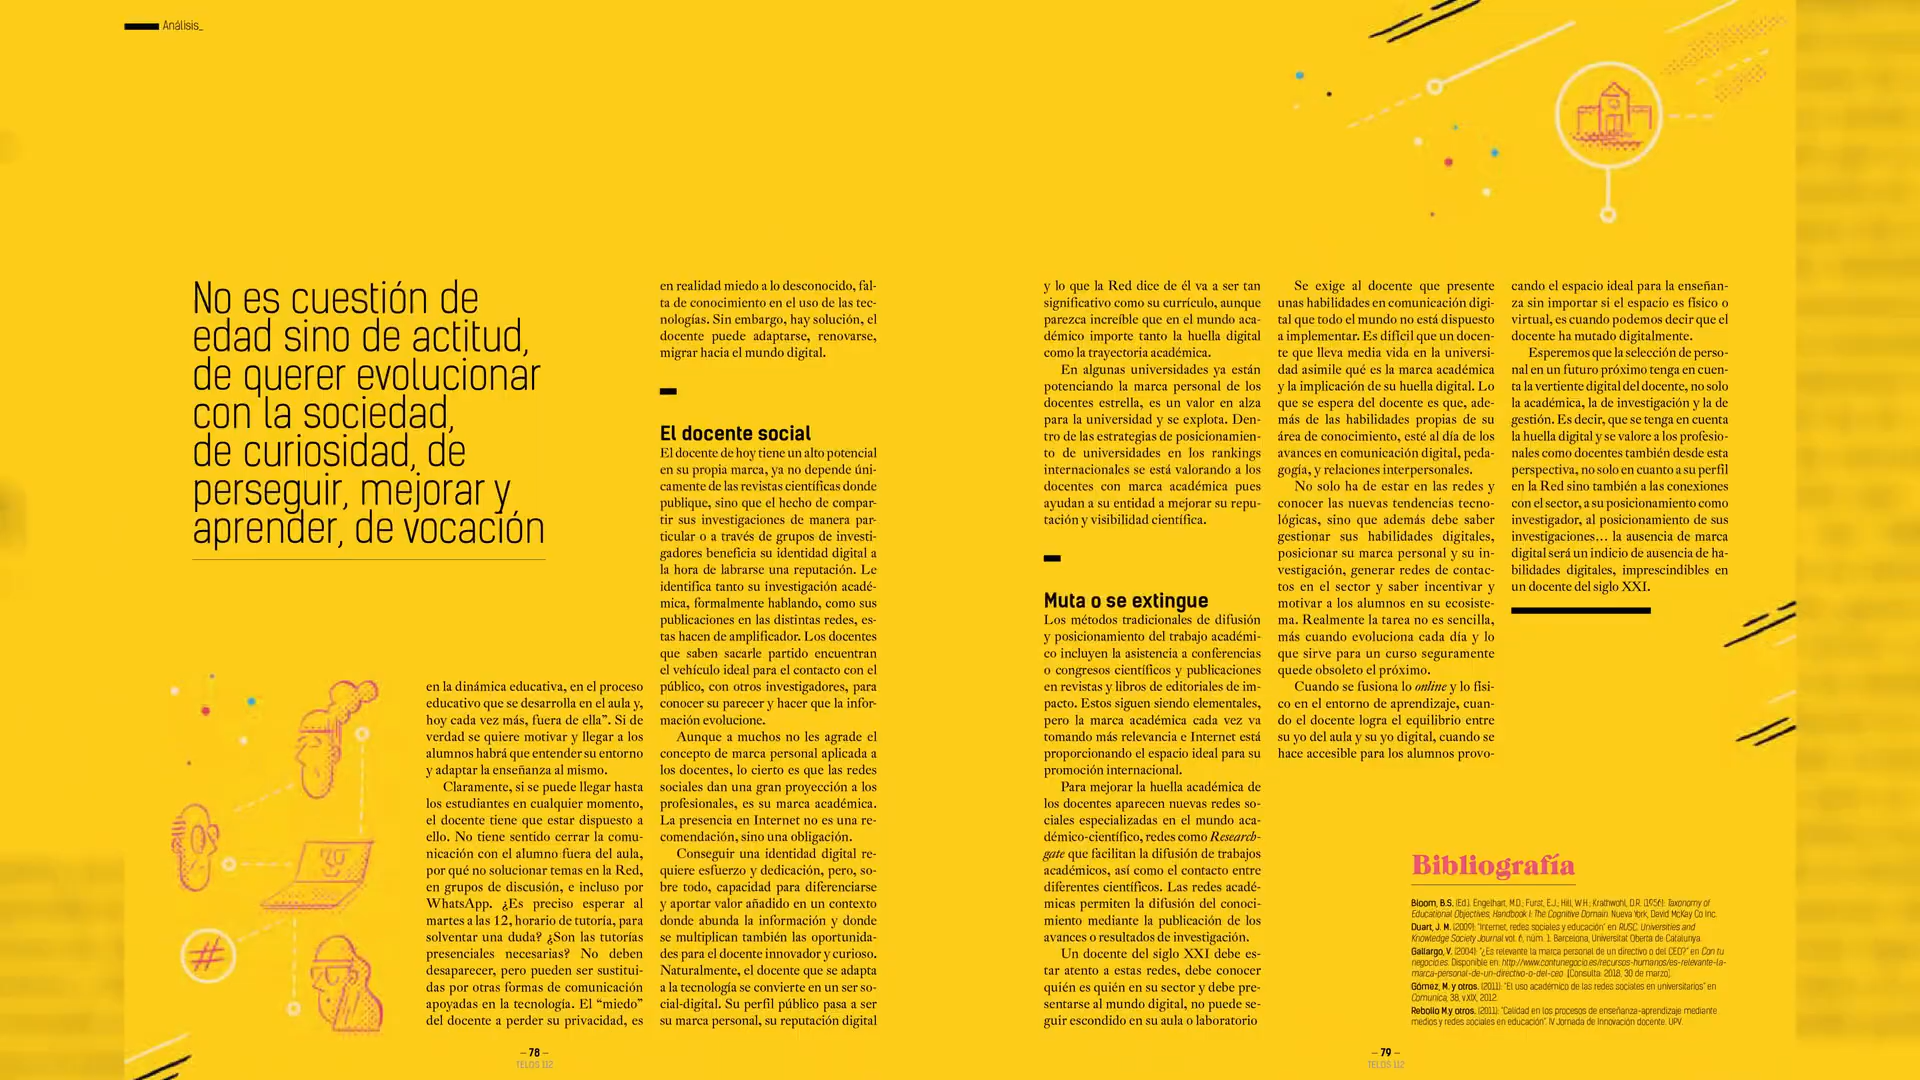 Análisis_
No es cuestión de
edad sino de actitud,
de querer evolucionar
con la sociedad,
de curiosidad, de
perseguir, mejorar y
aprender, de vocación
en la dinámica educativa, en el proceso
educativo que se desarrolla en el aula y,
hoy cada vez más, fuera de ella”. Si de
verdad se quiere motivar y llegar a los
alumnos habrá que entender su entorno
y adaptar la enseñanza al mismo.
Claramente, si se puede llegar hasta
los estudiantes en cualquier momento,
el docente tiene que estar dispuesto a
ello. No tiene sentido cerrar la comu-
nicación con el alumno fuera del aula,
por qué no solucionar temas en la Red,
en grupos de discusión, e incluso por
WhatsApp. ¿Es preciso esperar al
martes a las 12, horario de tutoría, para
solventar una duda? ¿Son las tutorías
presenciales necesarias? No deben
desaparecer, pero pueden ser sustitui-
das por otras formas de comunicación
apoyadas en la tecnología. El “miedo”
del docente a perder su privacidad, es
en realidad miedo a lo desconocido, fal-
ta de conocimiento en el uso de las tec-
nologías. Sin embargo, hay solución, el
docente puede adaptarse, renovarse,
migrar hacia el mundo digital.
El docente social
El docente de hoy tiene un alto potencial
en su propia marca, ya no depende úni-
camente de las revistas científicas donde
publique, sino que el hecho de compar-
tir sus investigaciones de manera par-
ticular o a través de grupos de investi-
gadores beneficia su identidad digital a
la hora de labrarse una reputación. Le
identifica tanto su investigación acadé-
mica, formalmente hablando, como sus
publicaciones en las distintas redes, es-
tas hacen de amplificador. Los docentes
que saben sacarle partido encuentran
el vehículo ideal para el contacto con el
público, con otros investigadores, para
conocer su parecer y hacer que la infor-
mación evolucione.
Aunque a muchos no les agrade el
concepto de marca personal aplicada a
los docentes, lo cierto es que las redes
sociales dan una gran proyección a los
profesionales, es su marca académica.
La presencia en Internet no es una re-
comendación, sino una obligación.
Conseguir una identidad digital re-
quiere esfuerzo y dedicación, pero, so-
bre todo, capacidad para diferenciarse
y aportar valor añadido en un contexto
donde abunda la información y donde
se multiplican también las oportunida-
des para el docente innovador y curioso.
Naturalmente, el docente que se adapta
a la tecnología se convierte en un ser so-
cial-digital. Su perfil público pasa a ser
su marca personal, su reputación digital
#
– 78 –
TELOS 112
y lo que la Red dice de él va a ser tan
significativo como su currículo, aunque
parezca increíble que en el mundo aca-
démico importe tanto la huella digital
como la trayectoria académica.
En algunas universidades ya están
potenciando la marca personal de los
docentes estrella, es un valor en alza
para la universidad y se explota. Den-
tro de las estrategias de posicionamien-
to de universidades en los rankings
internacionales se está valorando a los
docentes con marca académica pues
ayudan a su entidad a mejorar su repu-
tación y visibilidad científica.
Muta o se extingue
Los métodos tradicionales de difusión
y posicionamiento del trabajo académi-
co incluyen la asistencia a conferencias
o congresos científicos y publicaciones
en revistas y libros de editoriales de im-
pacto. Estos siguen siendo elementales,
pero la marca académica cada vez va
tomando más relevancia e Internet está
proporcionando el espacio ideal para su
promoción internacional.
Para mejorar la huella académica de
los docentes aparecen nuevas redes so-
ciales especializadas en el mundo aca-
démico-científico, redes como Research-
gate que facilitan la difusión de trabajos
académicos, así como el contacto entre
diferentes científicos. Las redes acadé-
micas permiten la difusión del conoci-
miento mediante la publicación de los
avances o resultados de investigación.
Un docente del siglo XXI debe es-
tar atento a estas redes, debe conocer
quién es quién en su sector y debe pre-
sentarse al mundo digital, no puede se-
guir escondido en su aula o laboratorio
Se exige al docente que presente
unas habilidades en comunicación digi-
tal que todo el mundo no está dispuesto
a implementar. Es difícil que un docen-
te que lleva media vida en la universi-
dad asimile qué es la marca académica
y la implicación de su huella digital. Lo
que se espera del docente es que, ade-
más de las habilidades propias de su
área de conocimiento, esté al día de los
avances en comunicación digital, peda-
gogía, y relaciones interpersonales.
No solo ha de estar en las redes y
conocer las nuevas tendencias tecno-
lógicas, sino que además debe saber
gestionar sus habilidades digitales,
posicionar su marca personal y su in-
vestigación, generar redes de contac-
tos en el sector y saber incentivar y
motivar a los alumnos en su ecosiste-
ma. Realmente la tarea no es sencilla,
más cuando evoluciona cada día y lo
que sirve para un curso seguramente
quede obsoleto el próximo.
Cuando se fusiona lo online y lo físi-
co en el entorno de aprendizaje, cuan-
do el docente logra el equilibrio entre
su yo del aula y su yo digital, cuando se
hace accesible para los alumnos provo-
cando el espacio ideal para la enseñan-
za sin importar si el espacio es físico o
virtual, es cuando podemos decir que el
docente ha mutado digitalmente.
Esperemos que la selección de perso-
nal en un futuro próximo tenga en cuen-
ta la vertiente digital del docente, no solo
la académica, la de investigación y la de
gestión. Es decir, que se tenga en cuenta
la huella digital y se valore a los profesio-
nales como docentes también desde esta
perspectiva, no solo en cuanto a su perfil
en la Red sino también a las conexiones
con el sector, a su posicionamiento como
investigador, al posicionamiento de sus
investigaciones… la ausencia de marca
digital será un indicio de ausencia de ha-
bilidades digitales, imprescindibles en
un docente del siglo XXI.
Bibliografía
Bloom, B.S. (Ed.). Engelhart, M.D.; Furst, E.J.; Hill, W.H.; Krathwohl, D.R. (1956): Taxonomy of
Educational Objectives, Handbook I: The Cognitive Domain. Nueva York, David McKay Co Inc.
Duart, J. M. (2009): “Internet, redes sociales y educación” en RUSC. Universities and
Knowledge Society Journal vol. 6, núm. 1. Barcelona, Universitat Oberta de Catalunya.
Gallargo, V. (2004): “¿Es relevante la marca personal de un directivo o del CEO?” en Con tu
negocio.es. Disponible en: http://www.contunegocio.es/recursos-humanos/es-relevante-la-
marca-personal-de-un-directivo-o-del-ceo [Consulta: 2018, 30 de marzo].
Gómez, M. y otros. (2011): “El uso académico de las redes sociales en universitarios” en
Comunica, 38, v.XIX, 2012.
Rebollo M.y otros. (2011): “Calidad en los procesos de enseñanza-aprendizaje mediante
medios y redes sociales en educación”. IV Jornada de Innovación docente. UPV.
– 79 –
TELOS 112